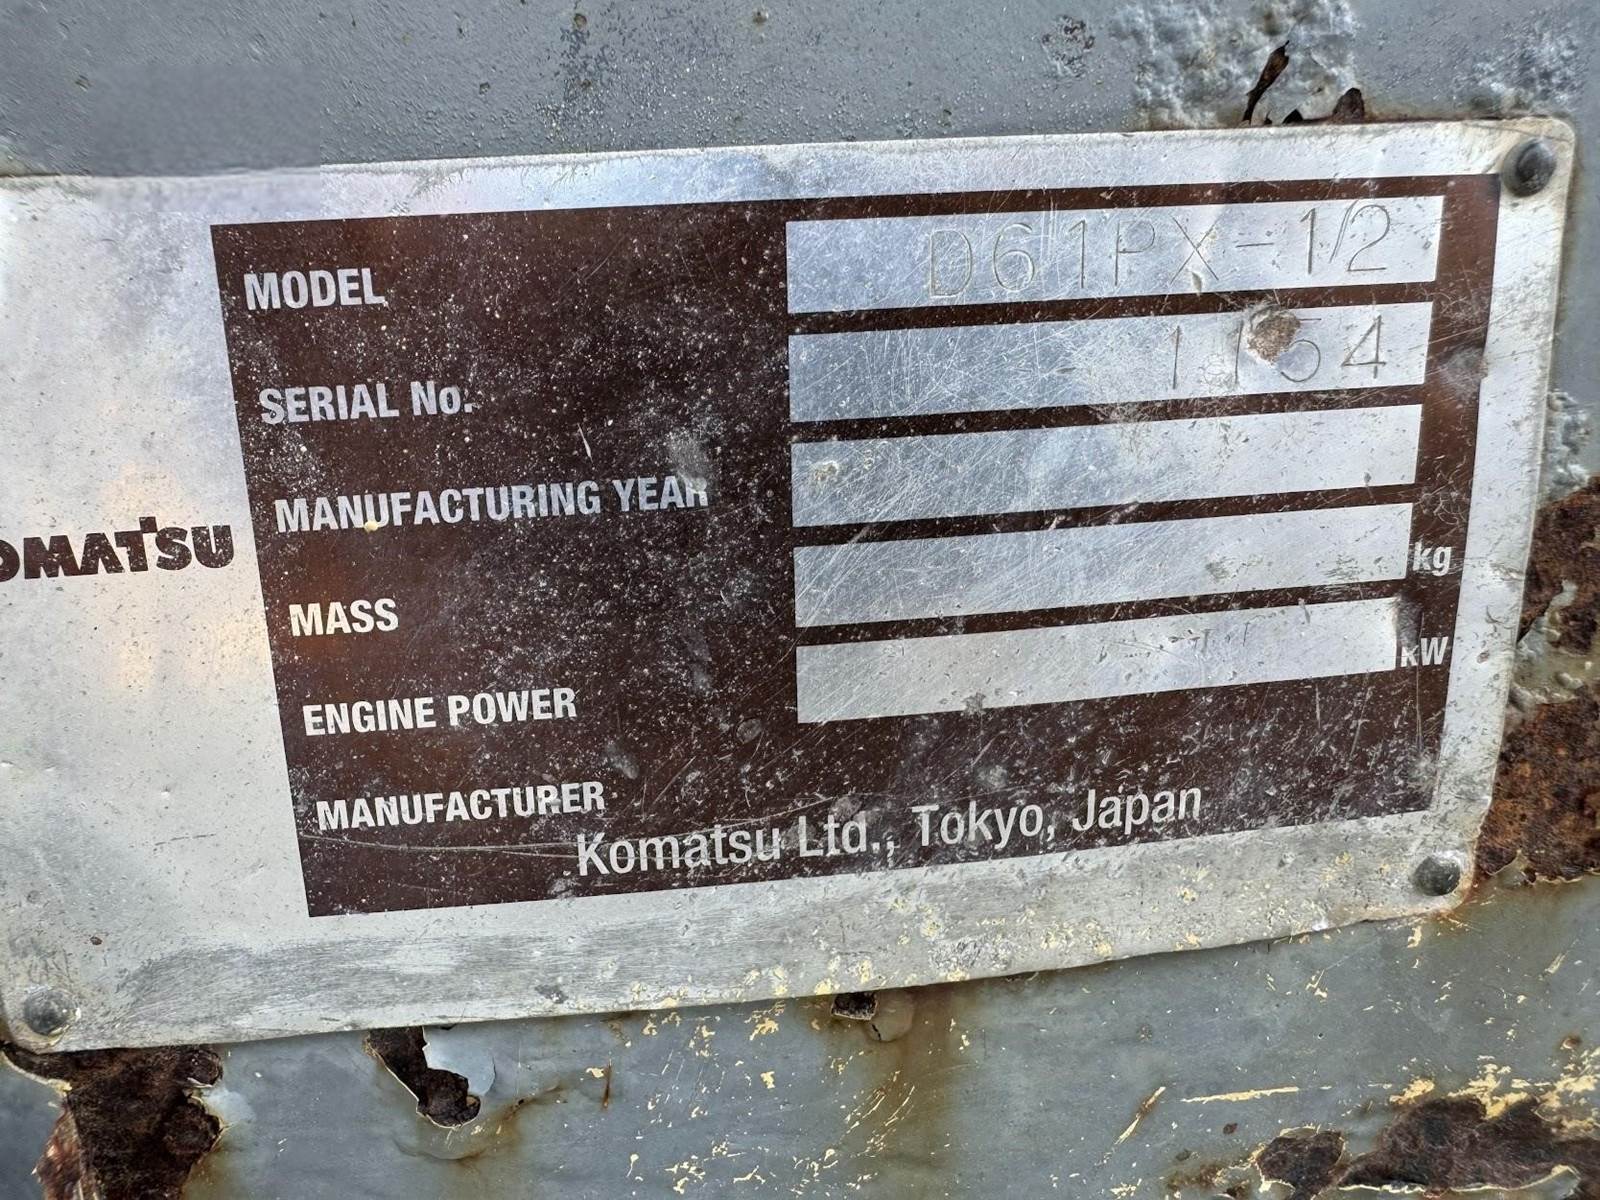 MODEL D61PX-12
SERIAL No. 1154
MANUFACTURING YEAR
OMATSU
MASS kg
ENGINE POWER kW
MANUFACTURER
Komatsu Ltd., Tokyo, Japan